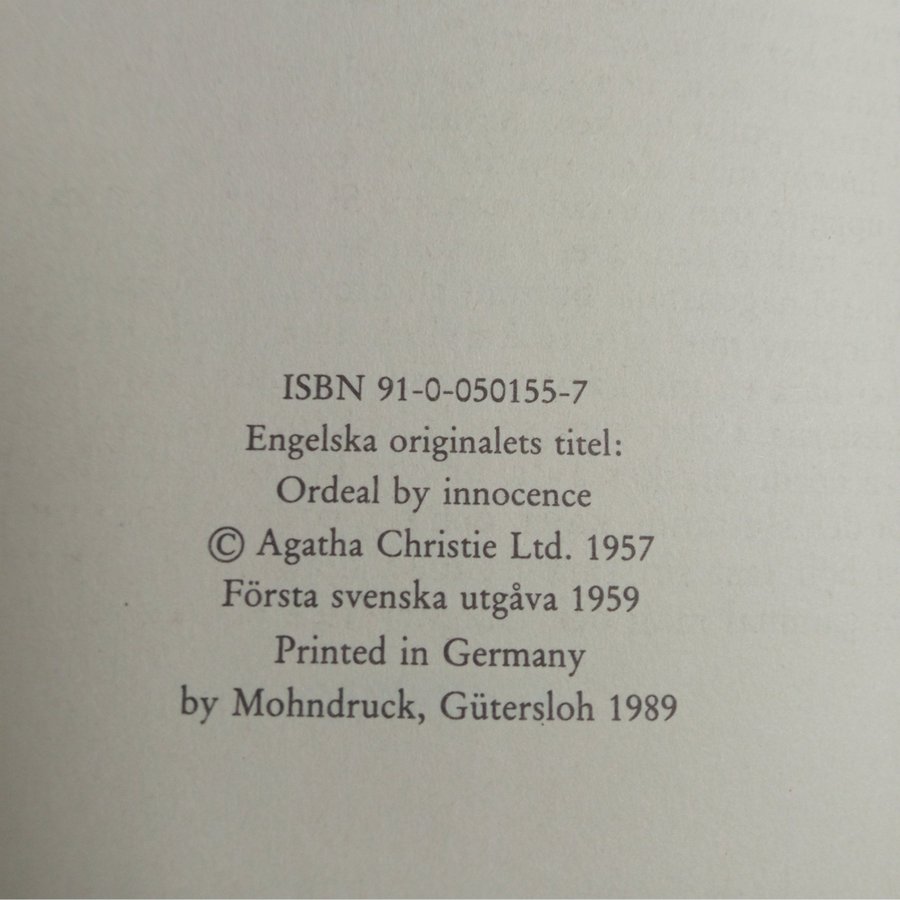 ISBN 91-0-050155-7
Engelska originalets titel:
Ordeal by innocence
© Agatha Christie Ltd. 1957
Första svenska utgåva 1959
Printed in Germany
by Mohndruck, Gütersloh 1989